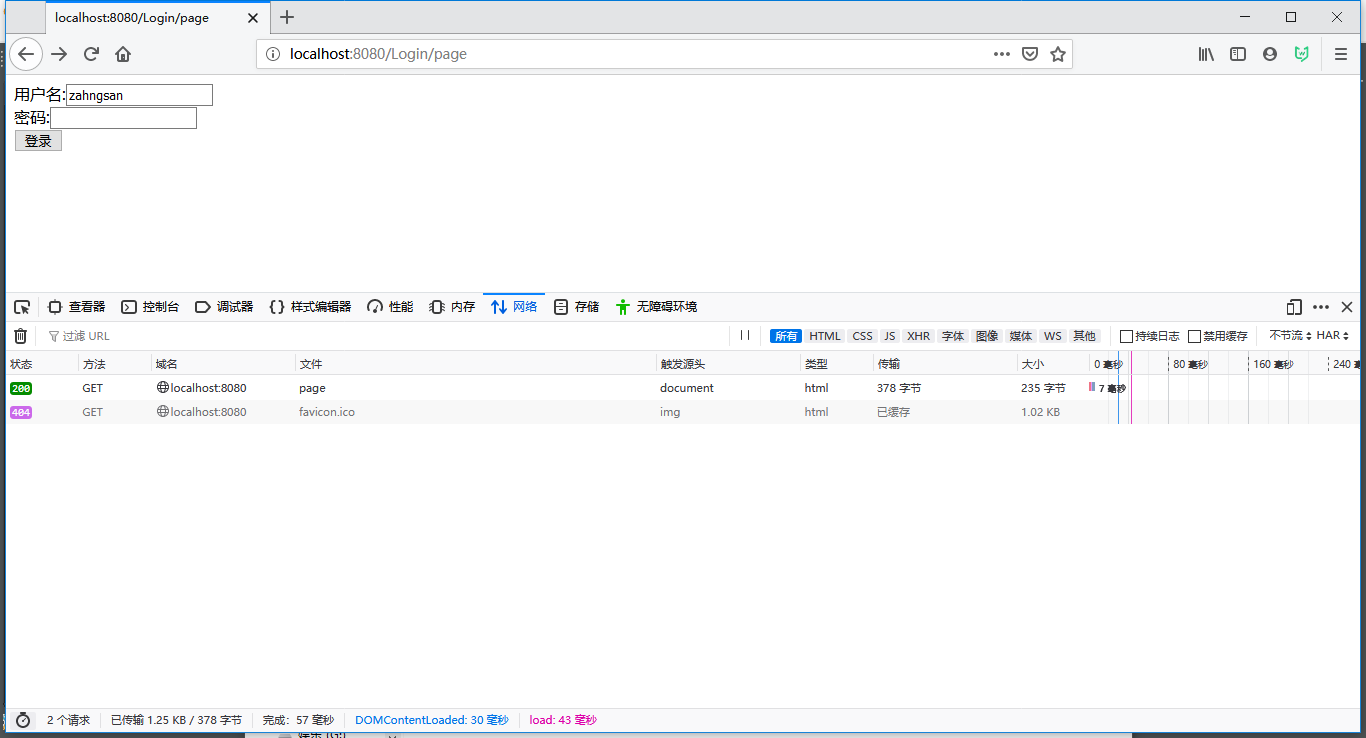 localhost:8080/Login/page
localhost:8080/Login/page
用户名:zahngsan
密码:
登录
查看器 控制台 调试器 样式编辑器 性能 内存 网络 存储 无障碍环境
过滤 URL 所有 HTML CSS JS XHR 字体 图像 媒体 WS 其他 持续日志 禁用缓存 不节流 HAR
状态 方法 域名 文件 触发源头 类型 传输 大小 0 毫秒 80 毫秒 160 毫秒 240 毫
200 GET localhost:8080 page document html 378 字节 235 字节 7 毫秒
404 GET localhost:8080 favicon.ico img html 已缓存 1.02 KB
2 个请求 已传输 1.25 KB / 378 字节 完成：57 毫秒 DOMContentLoaded: 30 毫秒 load: 43 毫秒